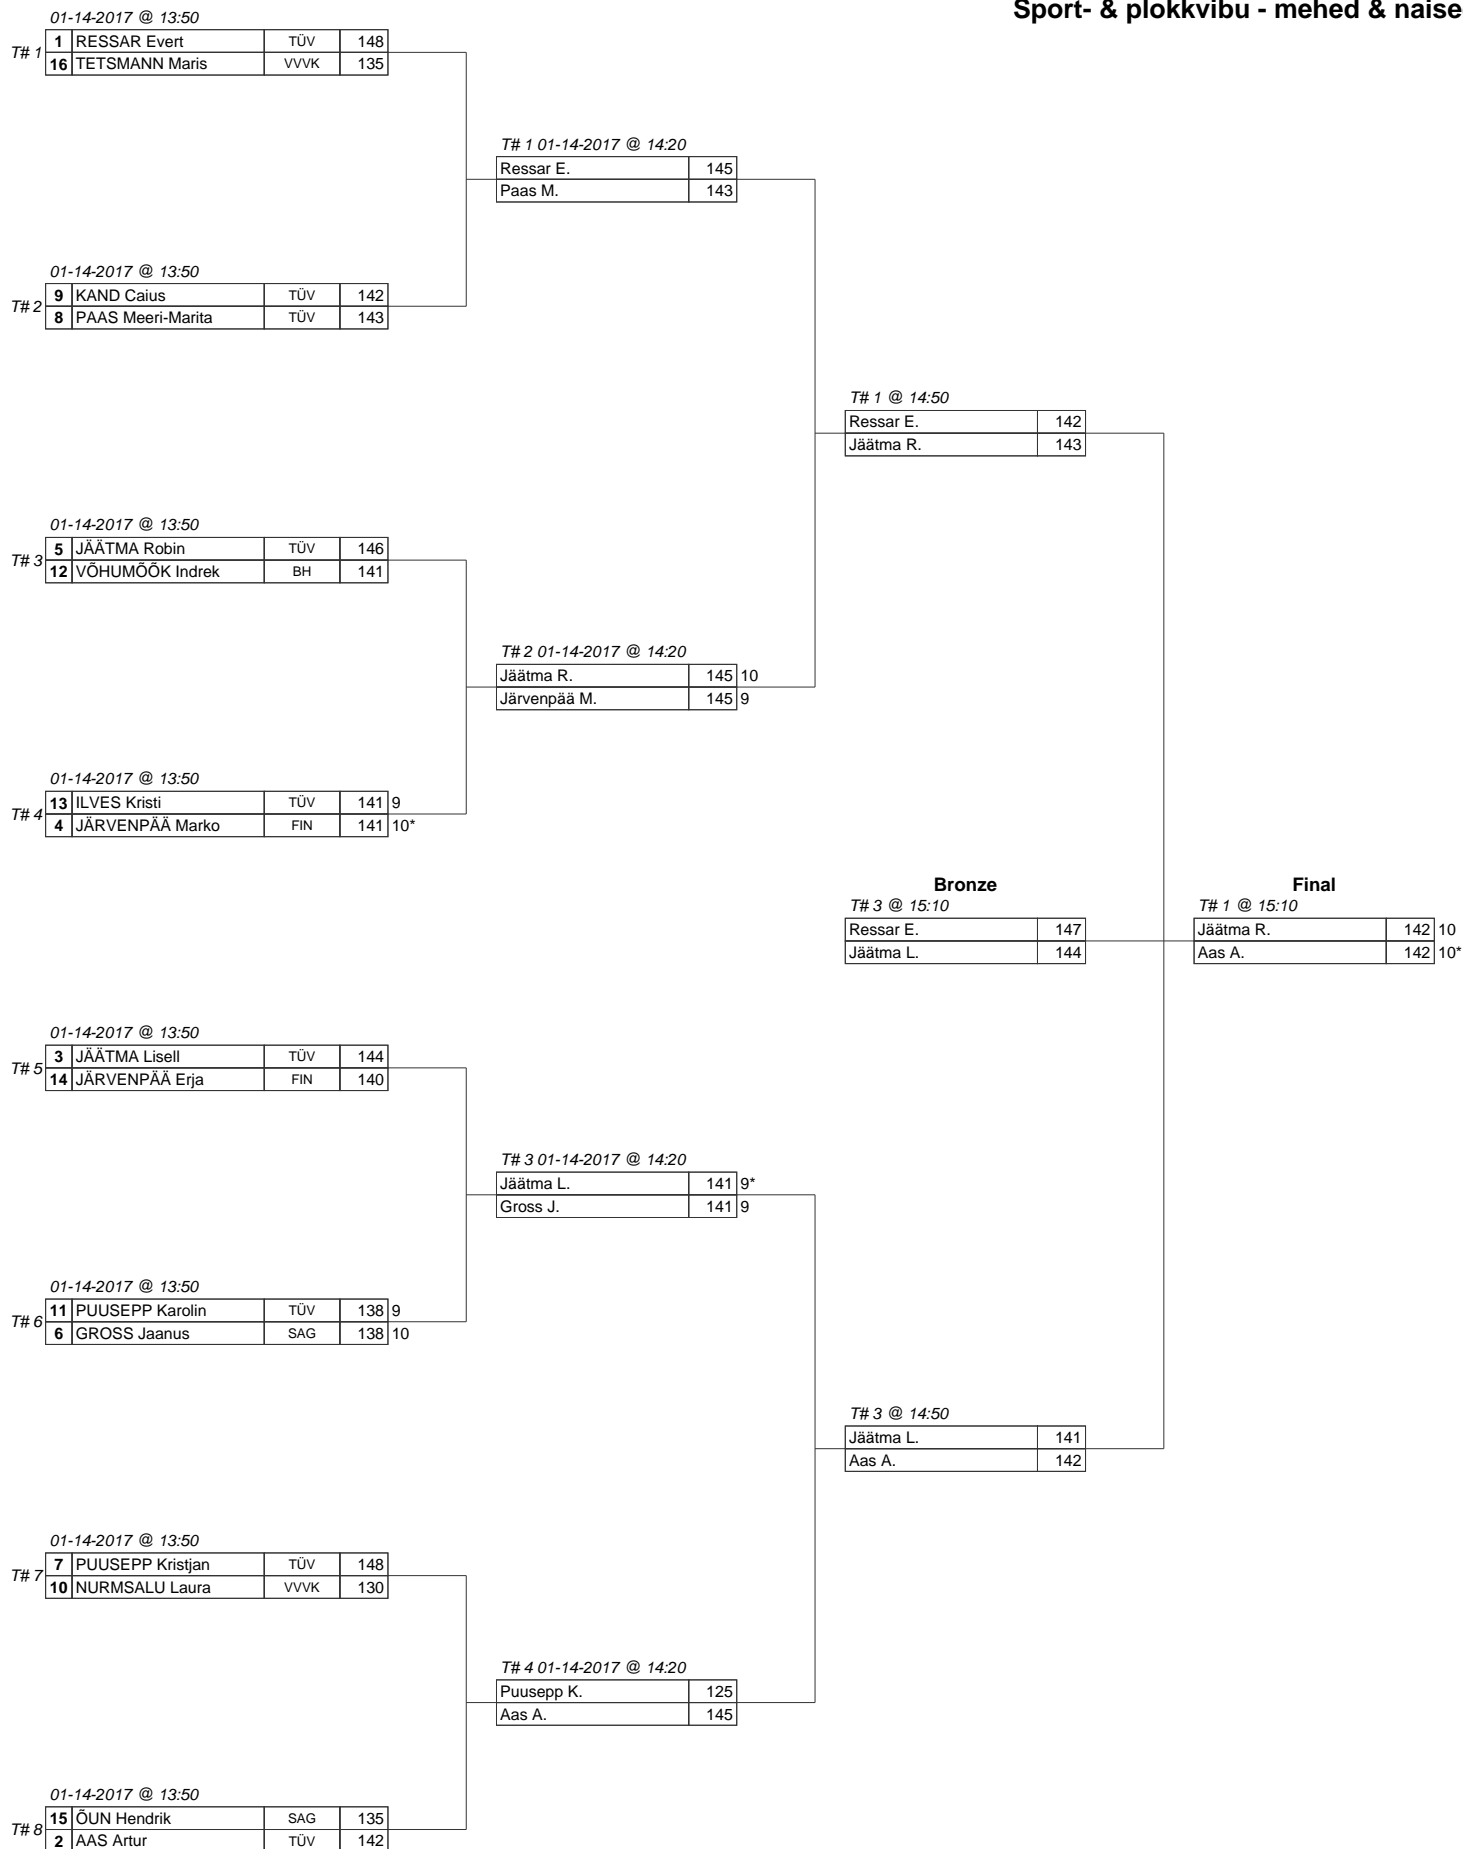 Sport- & plokkvibu - mehed & naise
01-14-2017 @ 13:50
T# 1
1 RESSAR Evert TÜV 148
16 TETSMANN Maris VVVK 135
T# 1 01-14-2017 @ 14:20
Ressar E. 145
Paas M. 143
01-14-2017 @ 13:50
T# 2
9 KAND Caius TÜV 142
8 PAAS Meeri-Marita TÜV 143
T# 1 @ 14:50
Ressar E. 142
Jäätma R. 143
01-14-2017 @ 13:50
T# 3
5 JÄÄTMA Robin TÜV 146
12 VÕHUMÕÕK Indrek BH 141
T# 2 01-14-2017 @ 14:20
Jäätma R. 145 10
Järvenpää M. 145 9
01-14-2017 @ 13:50
T# 4
13 ILVES Kristi TÜV 141 9
4 JÄRVENPÄÄ Marko FIN 141 10*
Bronze
T# 3 @ 15:10
Ressar E. 147
Jäätma L. 144
Final
T# 1 @ 15:10
Jäätma R. 142 10
Aas A. 142 10*
01-14-2017 @ 13:50
T# 5
3 JÄÄTMA Lisell TÜV 144
14 JÄRVENPÄÄ Erja FIN 140
T# 3 01-14-2017 @ 14:20
Jäätma L. 141 9*
Gross J. 141 9
01-14-2017 @ 13:50
T# 6
11 PUUSEPP Karolin TÜV 138 9
6 GROSS Jaanus SAG 138 10
T# 3 @ 14:50
Jäätma L. 141
Aas A. 142
01-14-2017 @ 13:50
T# 7
7 PUUSEPP Kristjan TÜV 148
10 NURMSALU Laura VVVK 130
T# 4 01-14-2017 @ 14:20
Puusepp K. 125
Aas A. 145
01-14-2017 @ 13:50
T# 8
15 ÕUN Hendrik SAG 135
2 AAS Artur TÜV 142